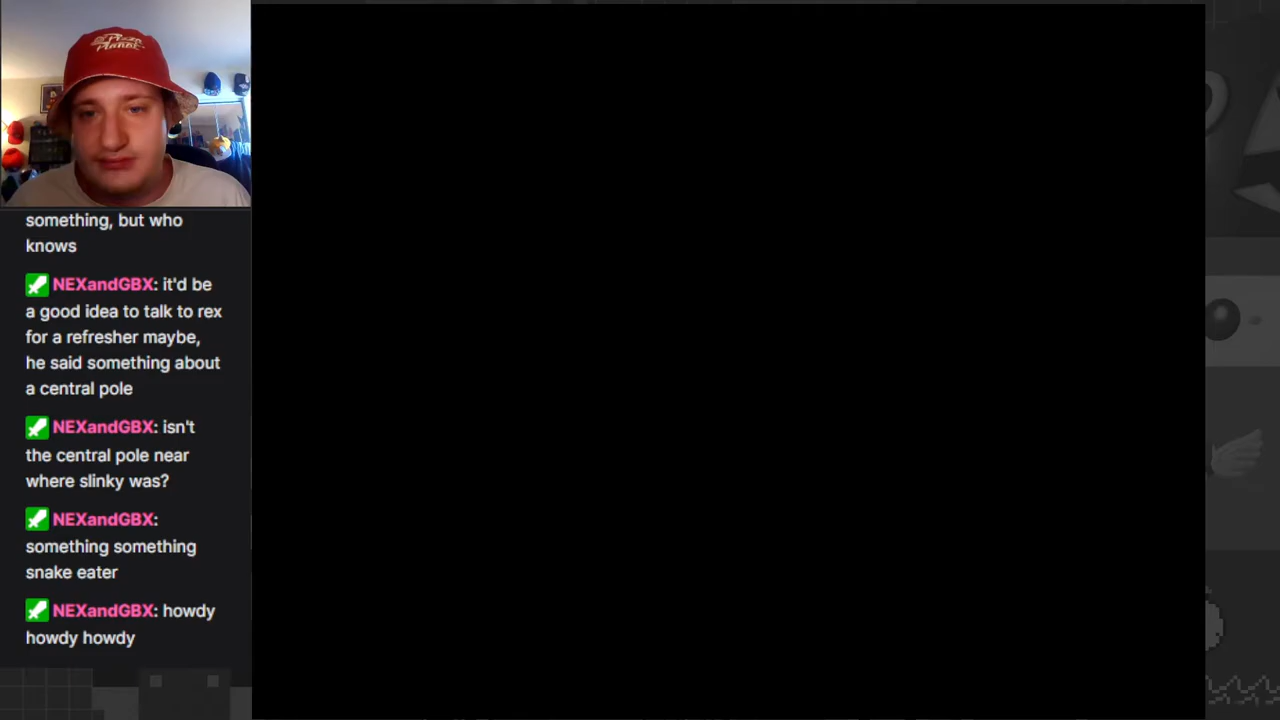 Pizza
Planet
something, but who
knows
NEXandGBX: it'd be
a good idea to talk to rex
for a refresher maybe,
he said something about
a central pole
NEXandGBX: isn't
the central pole near
where slinky was?
NEXandGBX:
something something
snake eater
NEXandGBX: howdy
howdy howdy